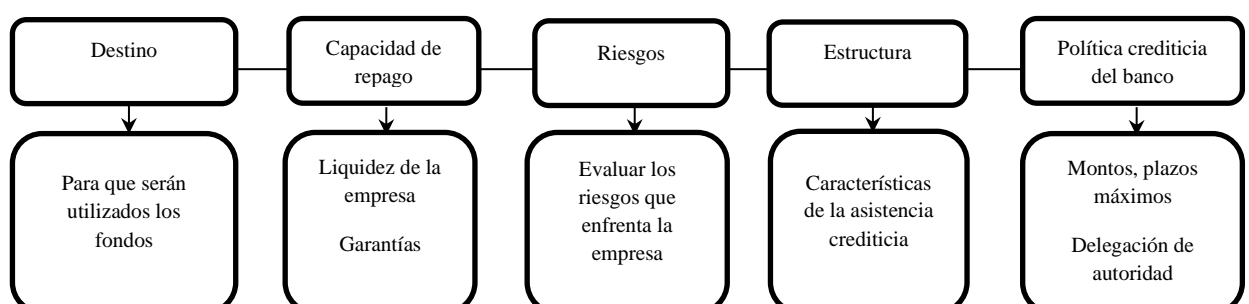 Destino
Capacidad de
repago
Riesgos
Estructura
Política crediticia
del banco
Para que serán
utilizados los
fondos
Liquidez de la
empresa
Garantías
Evaluar los
riesgos que
enfrenta la
empresa
Características
de la asistencia
crediticia
Montos, plazos
máximos
Delegación de
autoridad